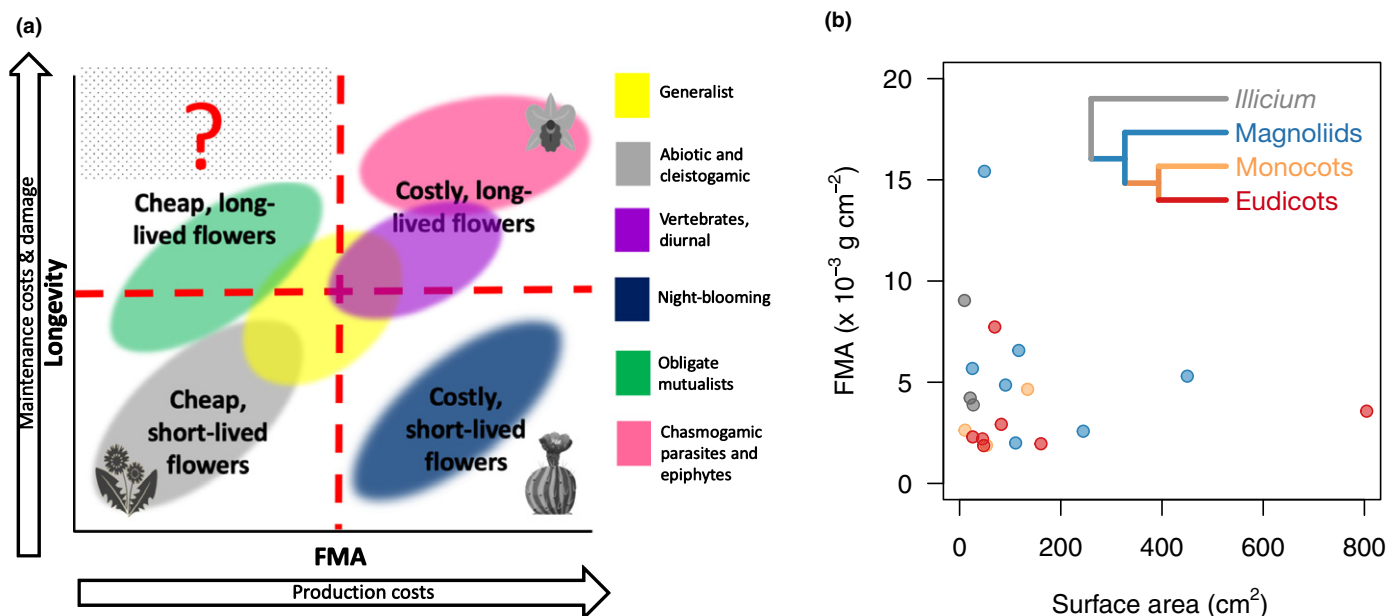 (a)
Maintenance costs & damage
Longevity
?
Cheap, long-
lived flowers
Costly, long-
lived flowers
Cheap,
short-lived
flowers
Costly,
short-lived
flowers
FMA
Production costs
Generalist
Abiotic and
cleistogamic
Vertebrates,
diurnal
Night-blooming
Obligate
mutualists
Chasmogamic
parasites and
epiphytes
(b)
FMA (x 10⁻³ g cm⁻²)
20
15
10
5
0
Illicium
Magnoliids
Monocots
Eudicots
0 200 400 600 800
Surface area (cm²)